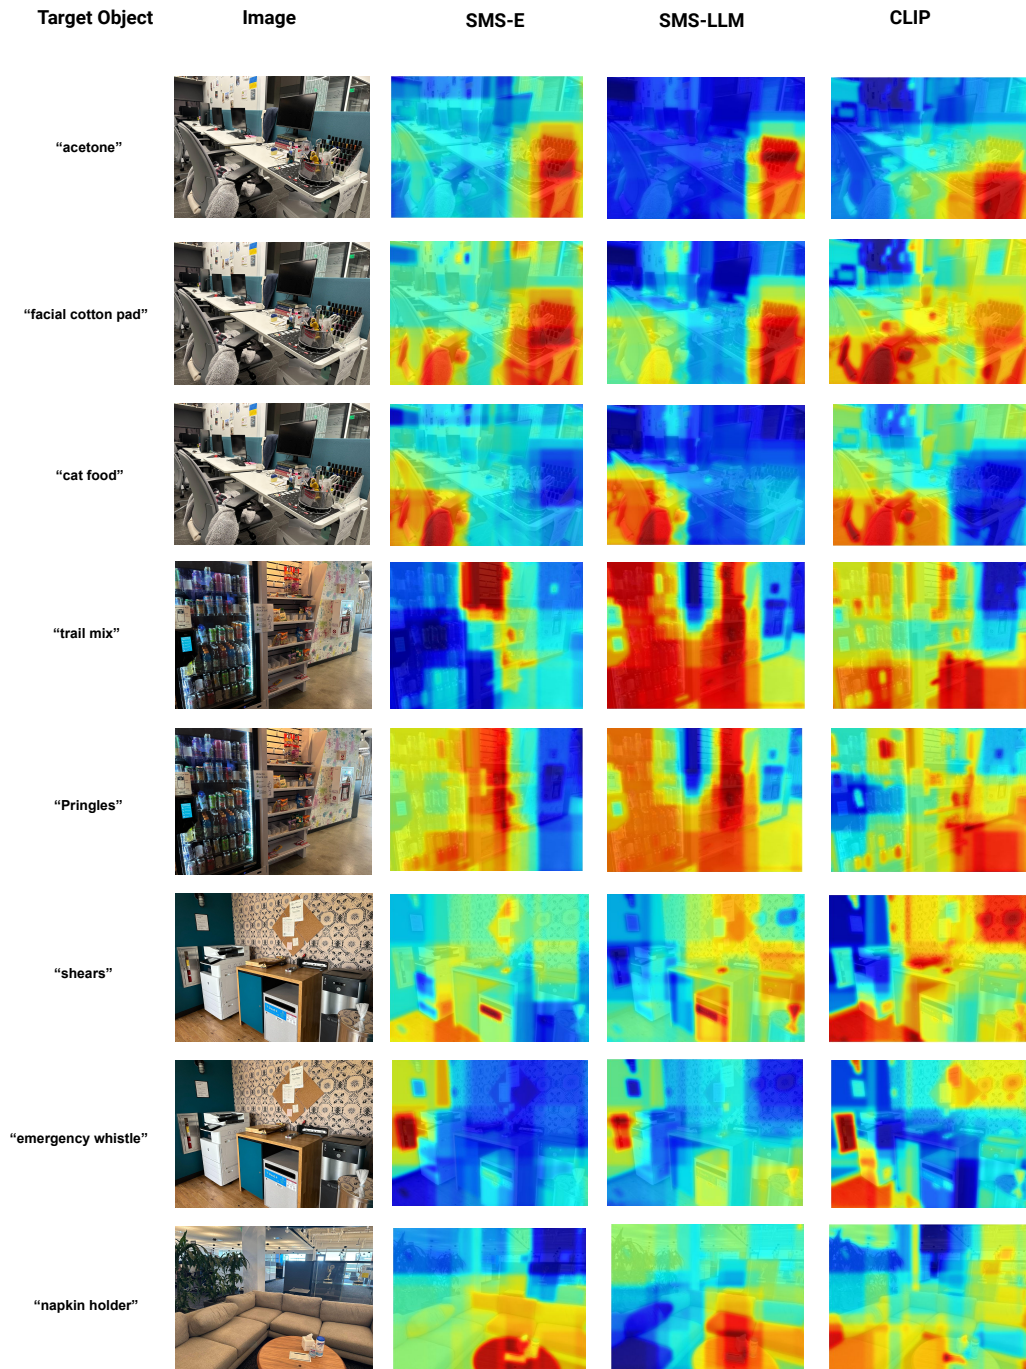 Target Object Image SMS-E SMS-LLM CLIP
“acetone”
“facial cotton pad”
“cat food”
“trail mix”
“Pringles”
“shears”
“emergency whistle”
“napkin holder”